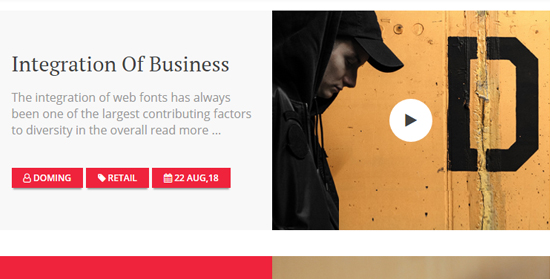 Integration Of Business
The integration of web fonts has always
been one of the largest contributing factors
to diversity in the overall read more ...
DOMING RETAIL 22 AUG,18
D